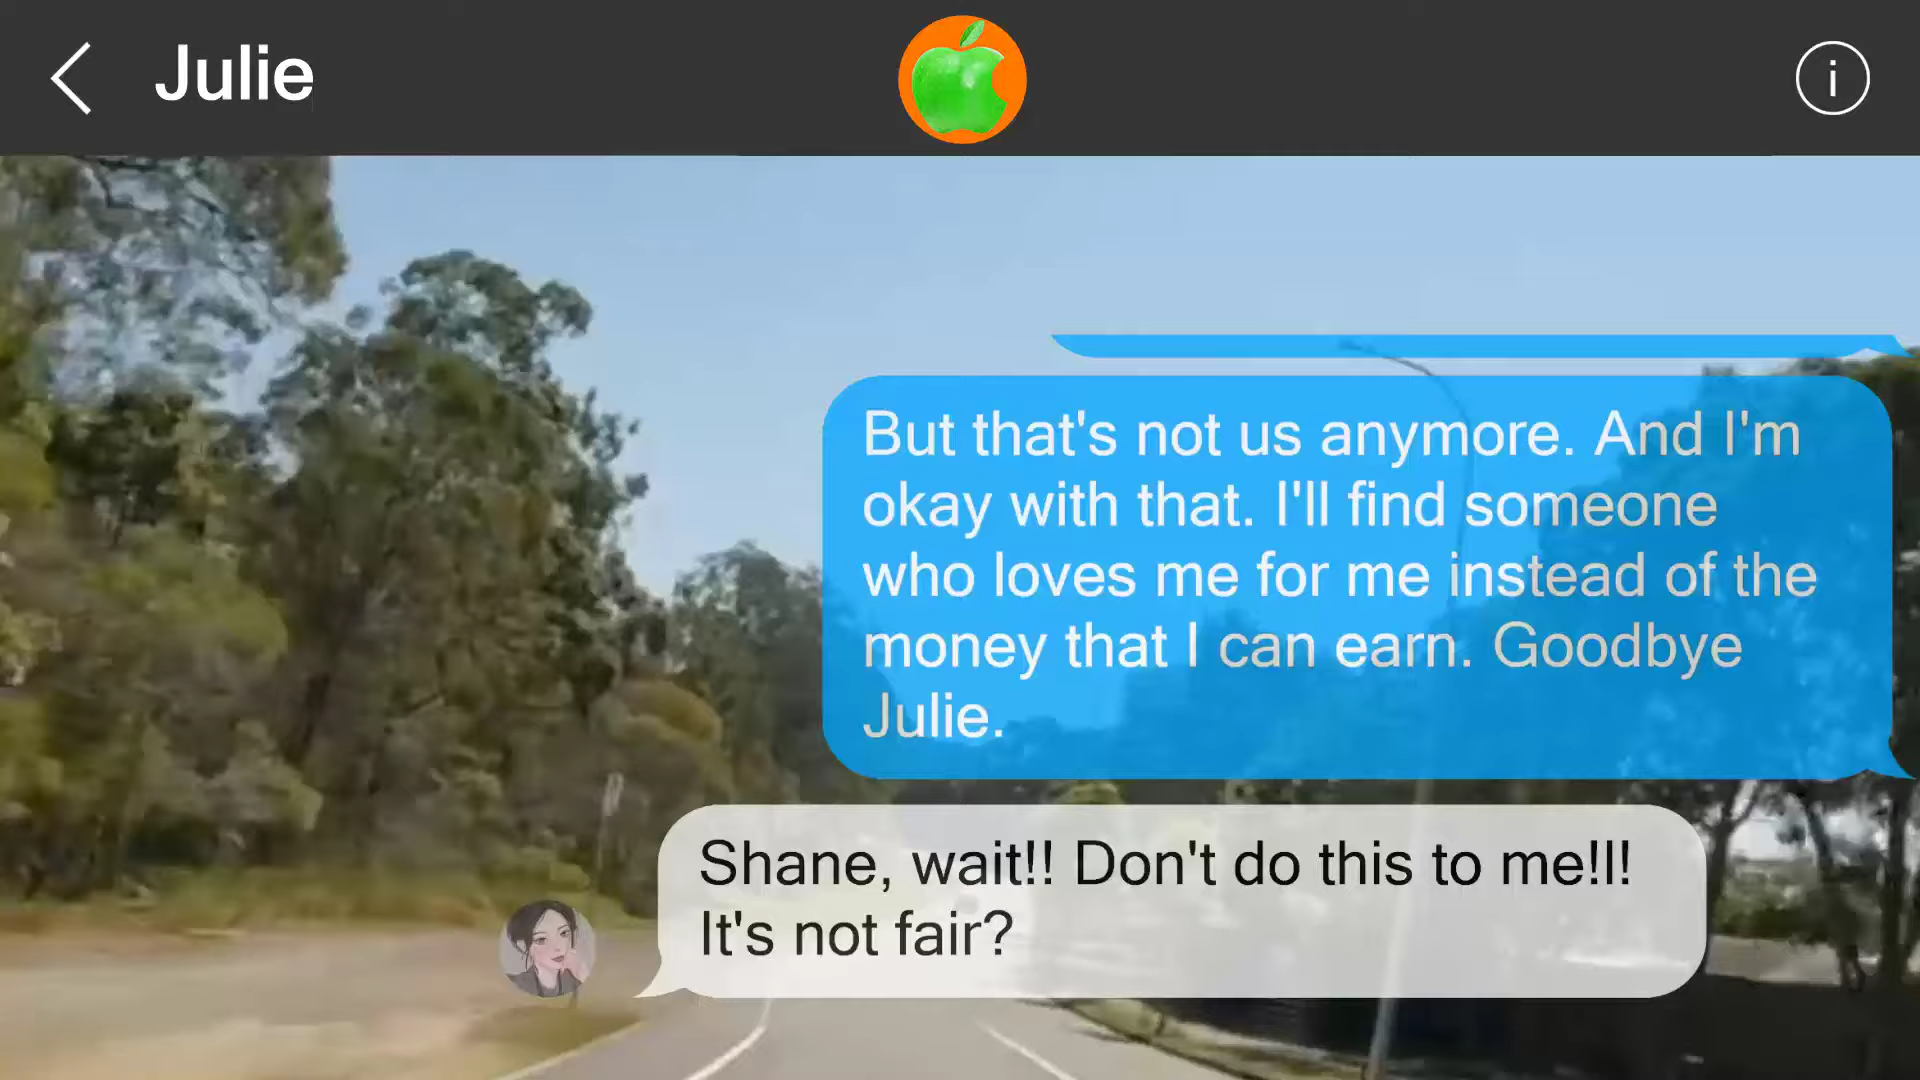 Julie
i
But that's not us anymore. And I'm
okay with that. I'll find someone
who loves me for me instead of the
money that I can earn. Goodbye
Julie.
Shane, wait!! Don't do this to me!l!
It's not fair?